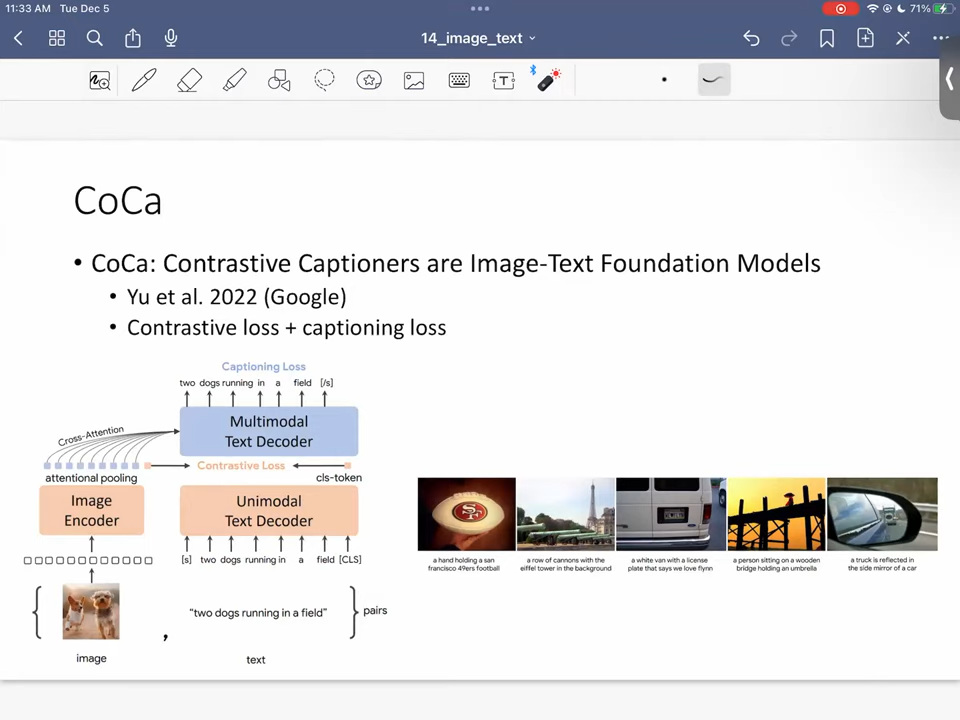 11:33 AM Tue Dec 5
71%
14_image_text
CoCa
• CoCa: Contrastive Captioners are Image-Text Foundation Models
• Yu et al. 2022 (Google)
• Contrastive loss + captioning loss
Captioning Loss
two dogs running in a field [/s]
Multimodal
Text Decoder
Cross-Attention
Contrastive Loss
attentional pooling
cls-token
Image
Encoder
Unimodal
Text Decoder
[s] two dogs running in a field [CLS]
"two dogs running in a field"
pairs
,
image
text
a hand holding a san
francisco 49ers football
a row of cannons with the
eiffel tower in the background
a white van with a license
plate that says we love flynn
a person sitting on a wooden
bridge holding an umbrella
a truck is reflected in
the side mirror of a car